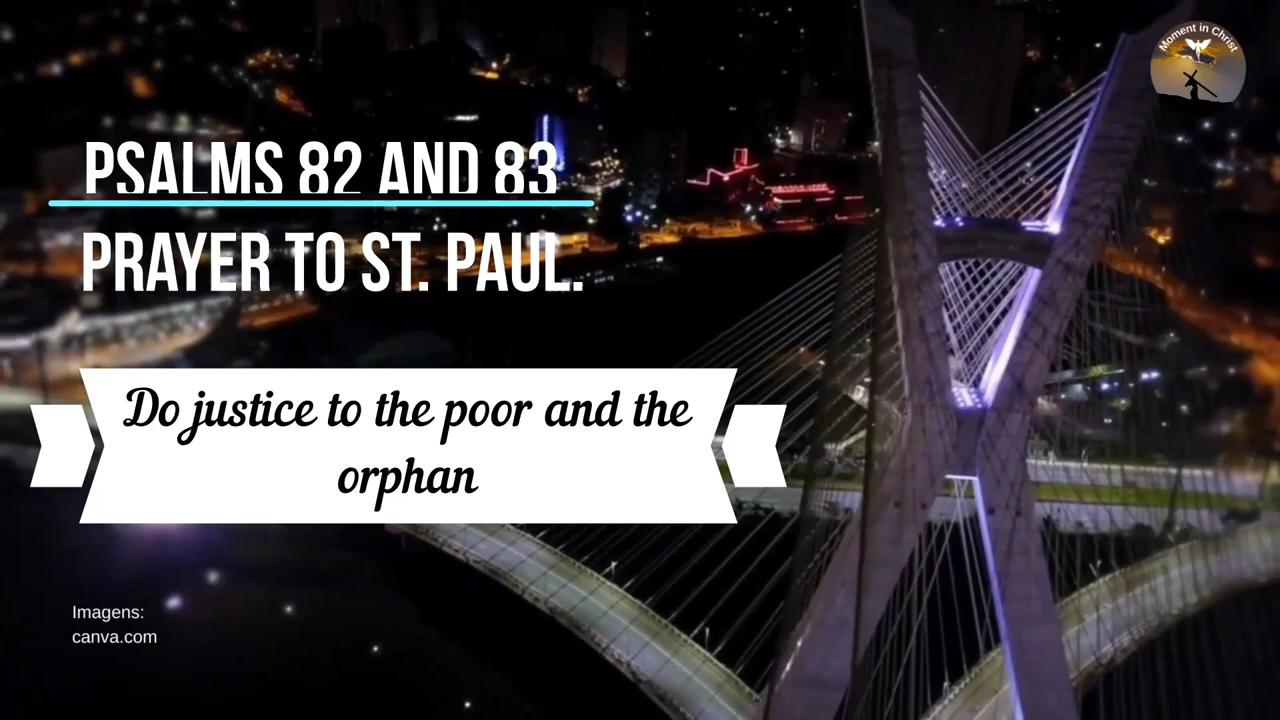 Moment in Christ
PSALMS 82 AND 83
PRAYER TO ST. PAUL.
Do justice to the poor and the
orphan
Imagens:
canva.com